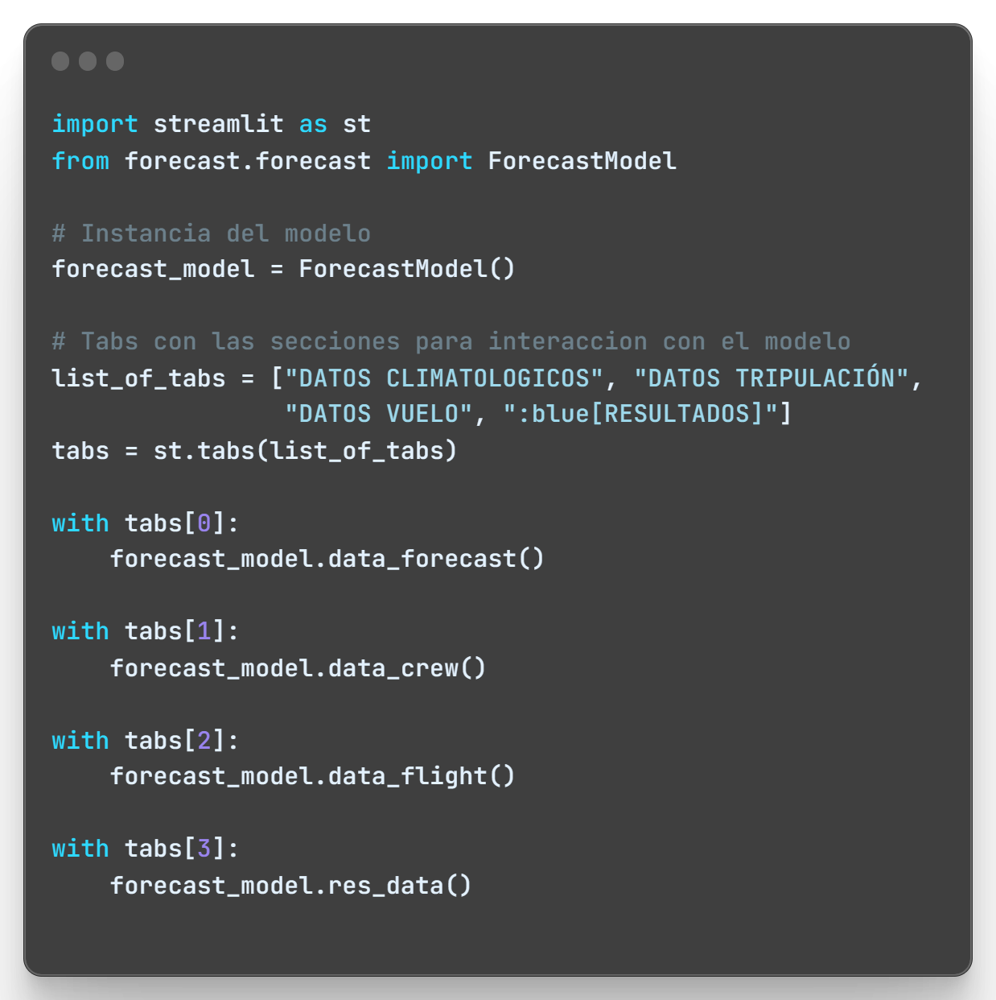 import streamlit as st
from forecast.forecast import ForecastModel

# Instancia del modelo
forecast_model = ForecastModel()

# Tabs con las secciones para interaccion con el modelo
list_of_tabs = ["DATOS CLIMATOLOGICOS", "DATOS TRIPULACIÓN",
                "DATOS VUELO", ":blue[RESULTADOS]"]
tabs = st.tabs(list_of_tabs)

with tabs[0]:
    forecast_model.data_forecast()

with tabs[1]:
    forecast_model.data_crew()

with tabs[2]:
    forecast_model.data_flight()

with tabs[3]:
    forecast_model.res_data()